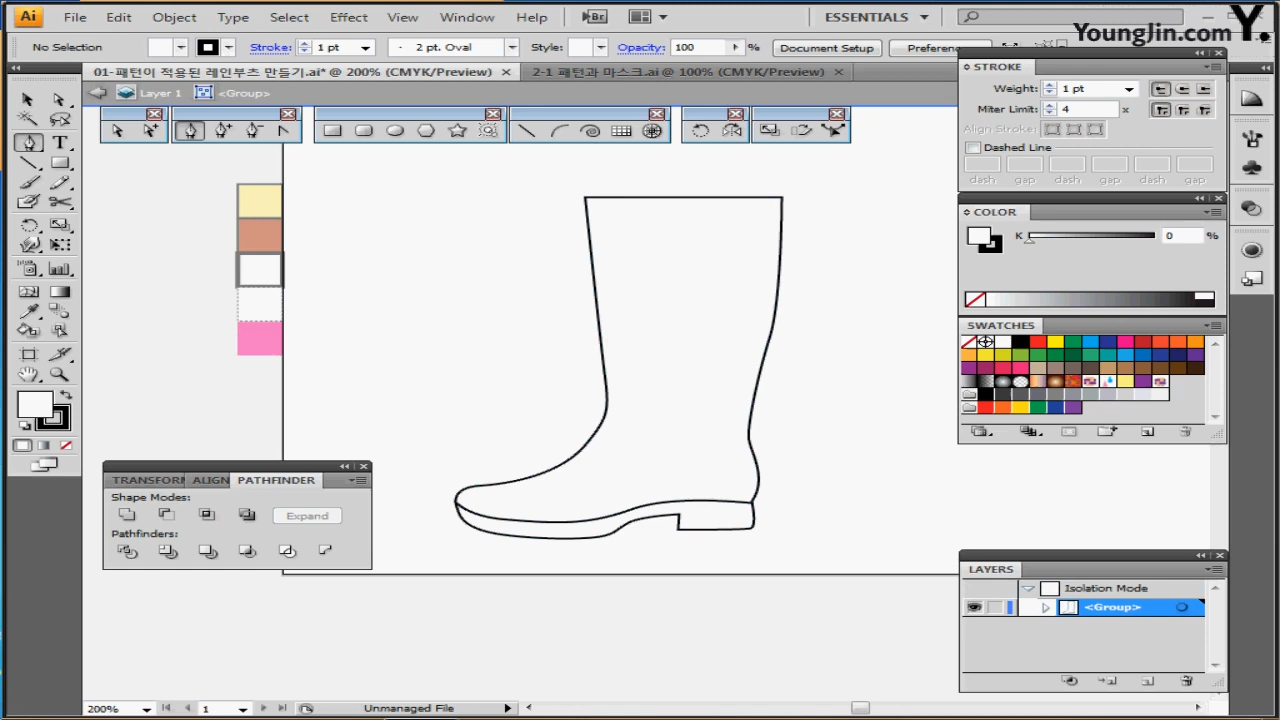 Ai File Edit Object Type Select Effect View Window Help Br ESSENTIALS
YoungJin.com Y.
No Selection Stroke: 1 pt 2 pt. Oval Style: Opacity: 100 % Document Setup
01-패턴이 적용된 레인부츠 만들기.ai* @ 200% (CMYK/Preview) × 2-1 패턴과 마스크.ai @ 100% (CMYK/Preview) ×
Layer 1 <Group>
STROKE
Weight: 1 pt
Miter Limit: 4 x
Align Stroke:
Dashed Line
dash gap dash gap dash gap
COLOR
K 0 %
SWATCHES
TRANSFORM ALIGN PATHFINDER
Shape Modes:
Expand
Pathfinders:
LAYERS
Isolation Mode
<Group>
200% 1 Unmanaged File